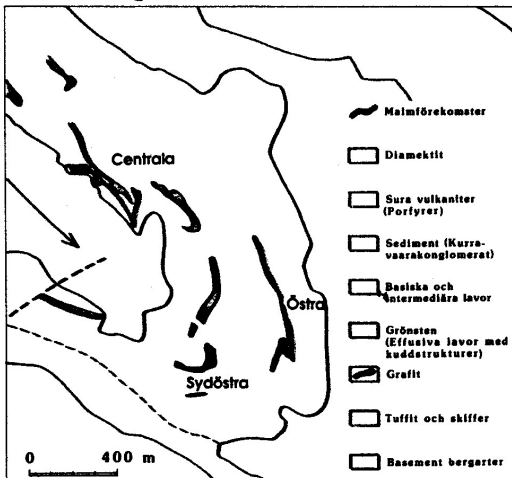 Centrala
Östra
Sydöstra
0 400 m
Malmförekomster
Diamektit
Sura vulkaniter
(Porfyrer)
Sediment (Kurra-
vaarakonglomerat)
Basiska och
intermediära lavor
Grönsten
(Effusiva lavor med
kuddstrukturer)
Grafit
Tuffit och skiffer
Basement bergarter